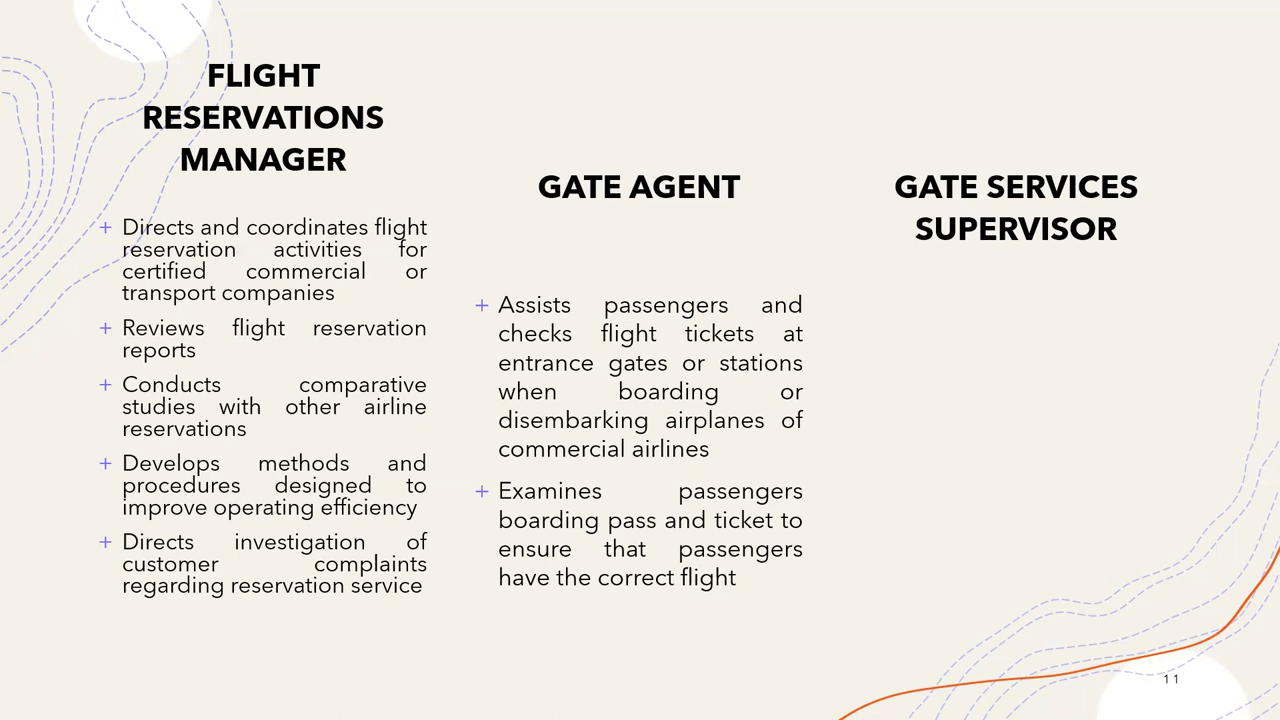 FLIGHT
RESERVATIONS
MANAGER
+ Directs and coordinates flight
reservation activities for
certified commercial or
transport companies
+ Reviews flight reservation
reports
+ Conducts comparative
studies with other airline
reservations
+ Develops methods and
procedures designed to
improve operating efficiency
+ Directs investigation of
customer complaints
regarding reservation service
GATE AGENT
+ Assists passengers and
checks flight tickets at
entrance gates or stations
when boarding or
disembarking airplanes of
commercial airlines
+ Examines passengers
boarding pass and ticket to
ensure that passengers
have the correct flight
GATE SERVICES
SUPERVISOR
11